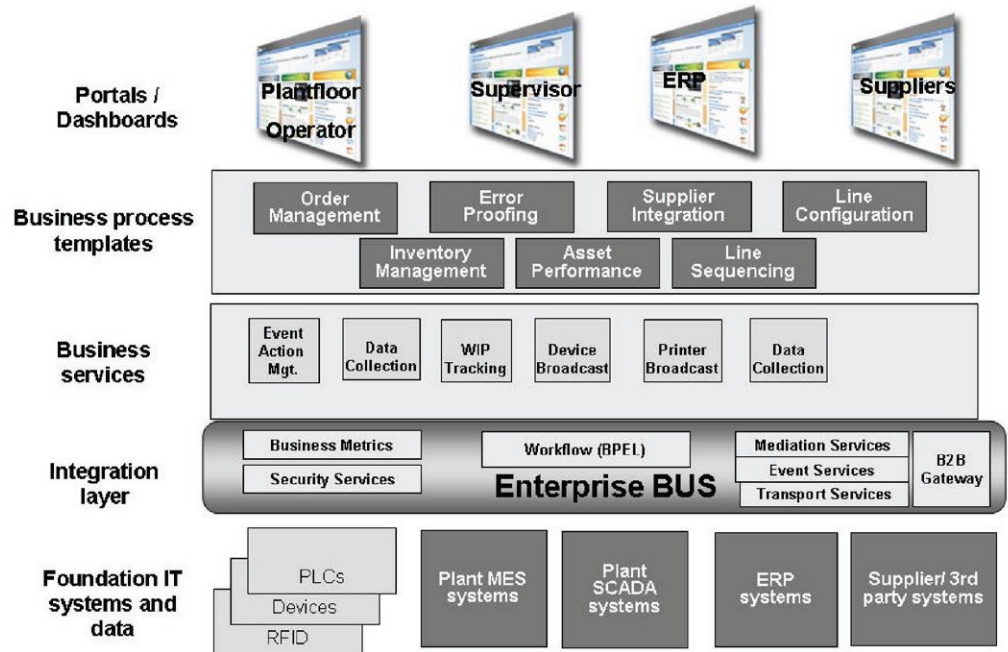 Portals /
Dashboards
Plantfloor
Operator
Supervisor
ERP
Suppliers
Business process
templates
Order
Management
Error
Proofing
Supplier
Integration
Line
Configuration
Inventory
Management
Asset
Performance
Line
Sequencing
Business
services
Event
Action
Mgt.
Data
Collection
WIP
Tracking
Device
Broadcast
Printer
Broadcast
Data
Collection
Integration
layer
Business Metrics
Security Services
Workflow (BPEL)
Enterprise BUS
Mediation Services
Event Services
Transport Services
B2B
Gateway
Foundation IT
systems and
data
PLCs
Devices
RFID
Plant MES
systems
Plant
SCADA
systems
ERP
systems
Supplier/ 3rd
party systems